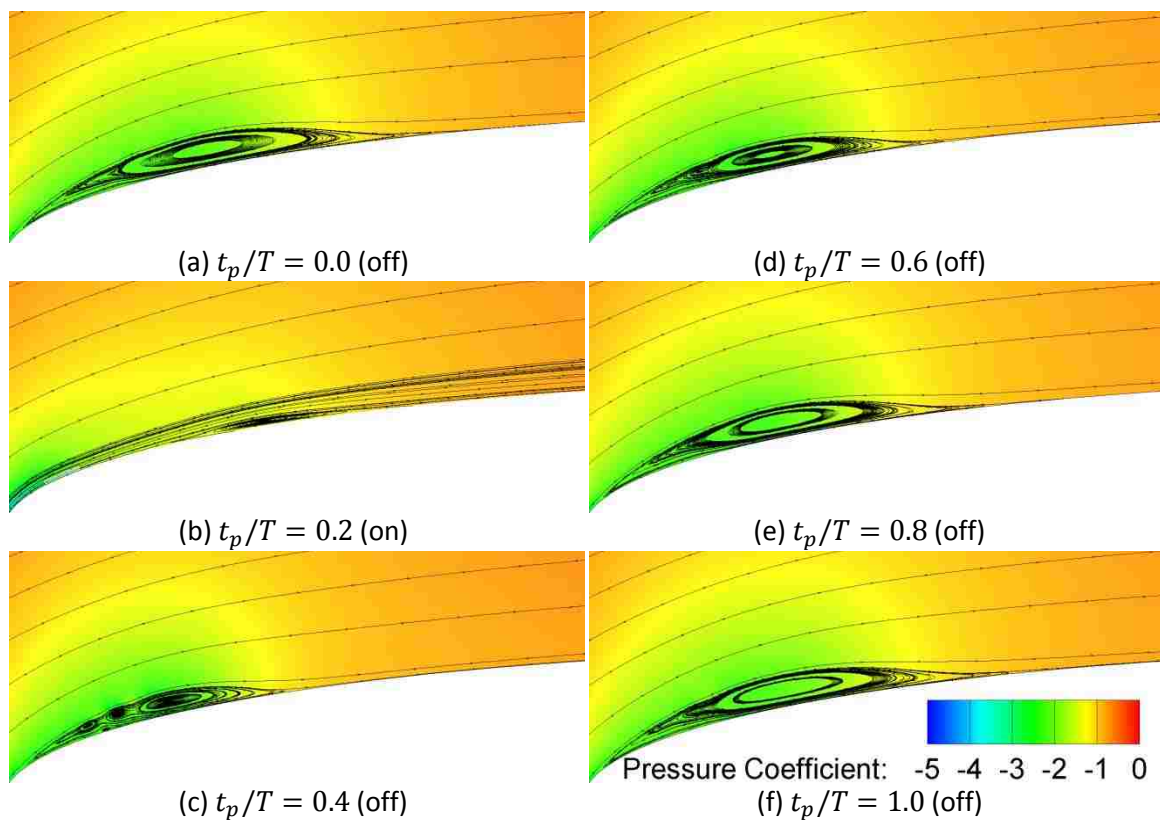 (a) t_p/T = 0.0 (off)
(d) t_p/T = 0.6 (off)
(b) t_p/T = 0.2 (on)
(e) t_p/T = 0.8 (off)
Pressure Coefficient: -5 -4 -3 -2 -1 0
(c) t_p/T = 0.4 (off)
(f) t_p/T = 1.0 (off)